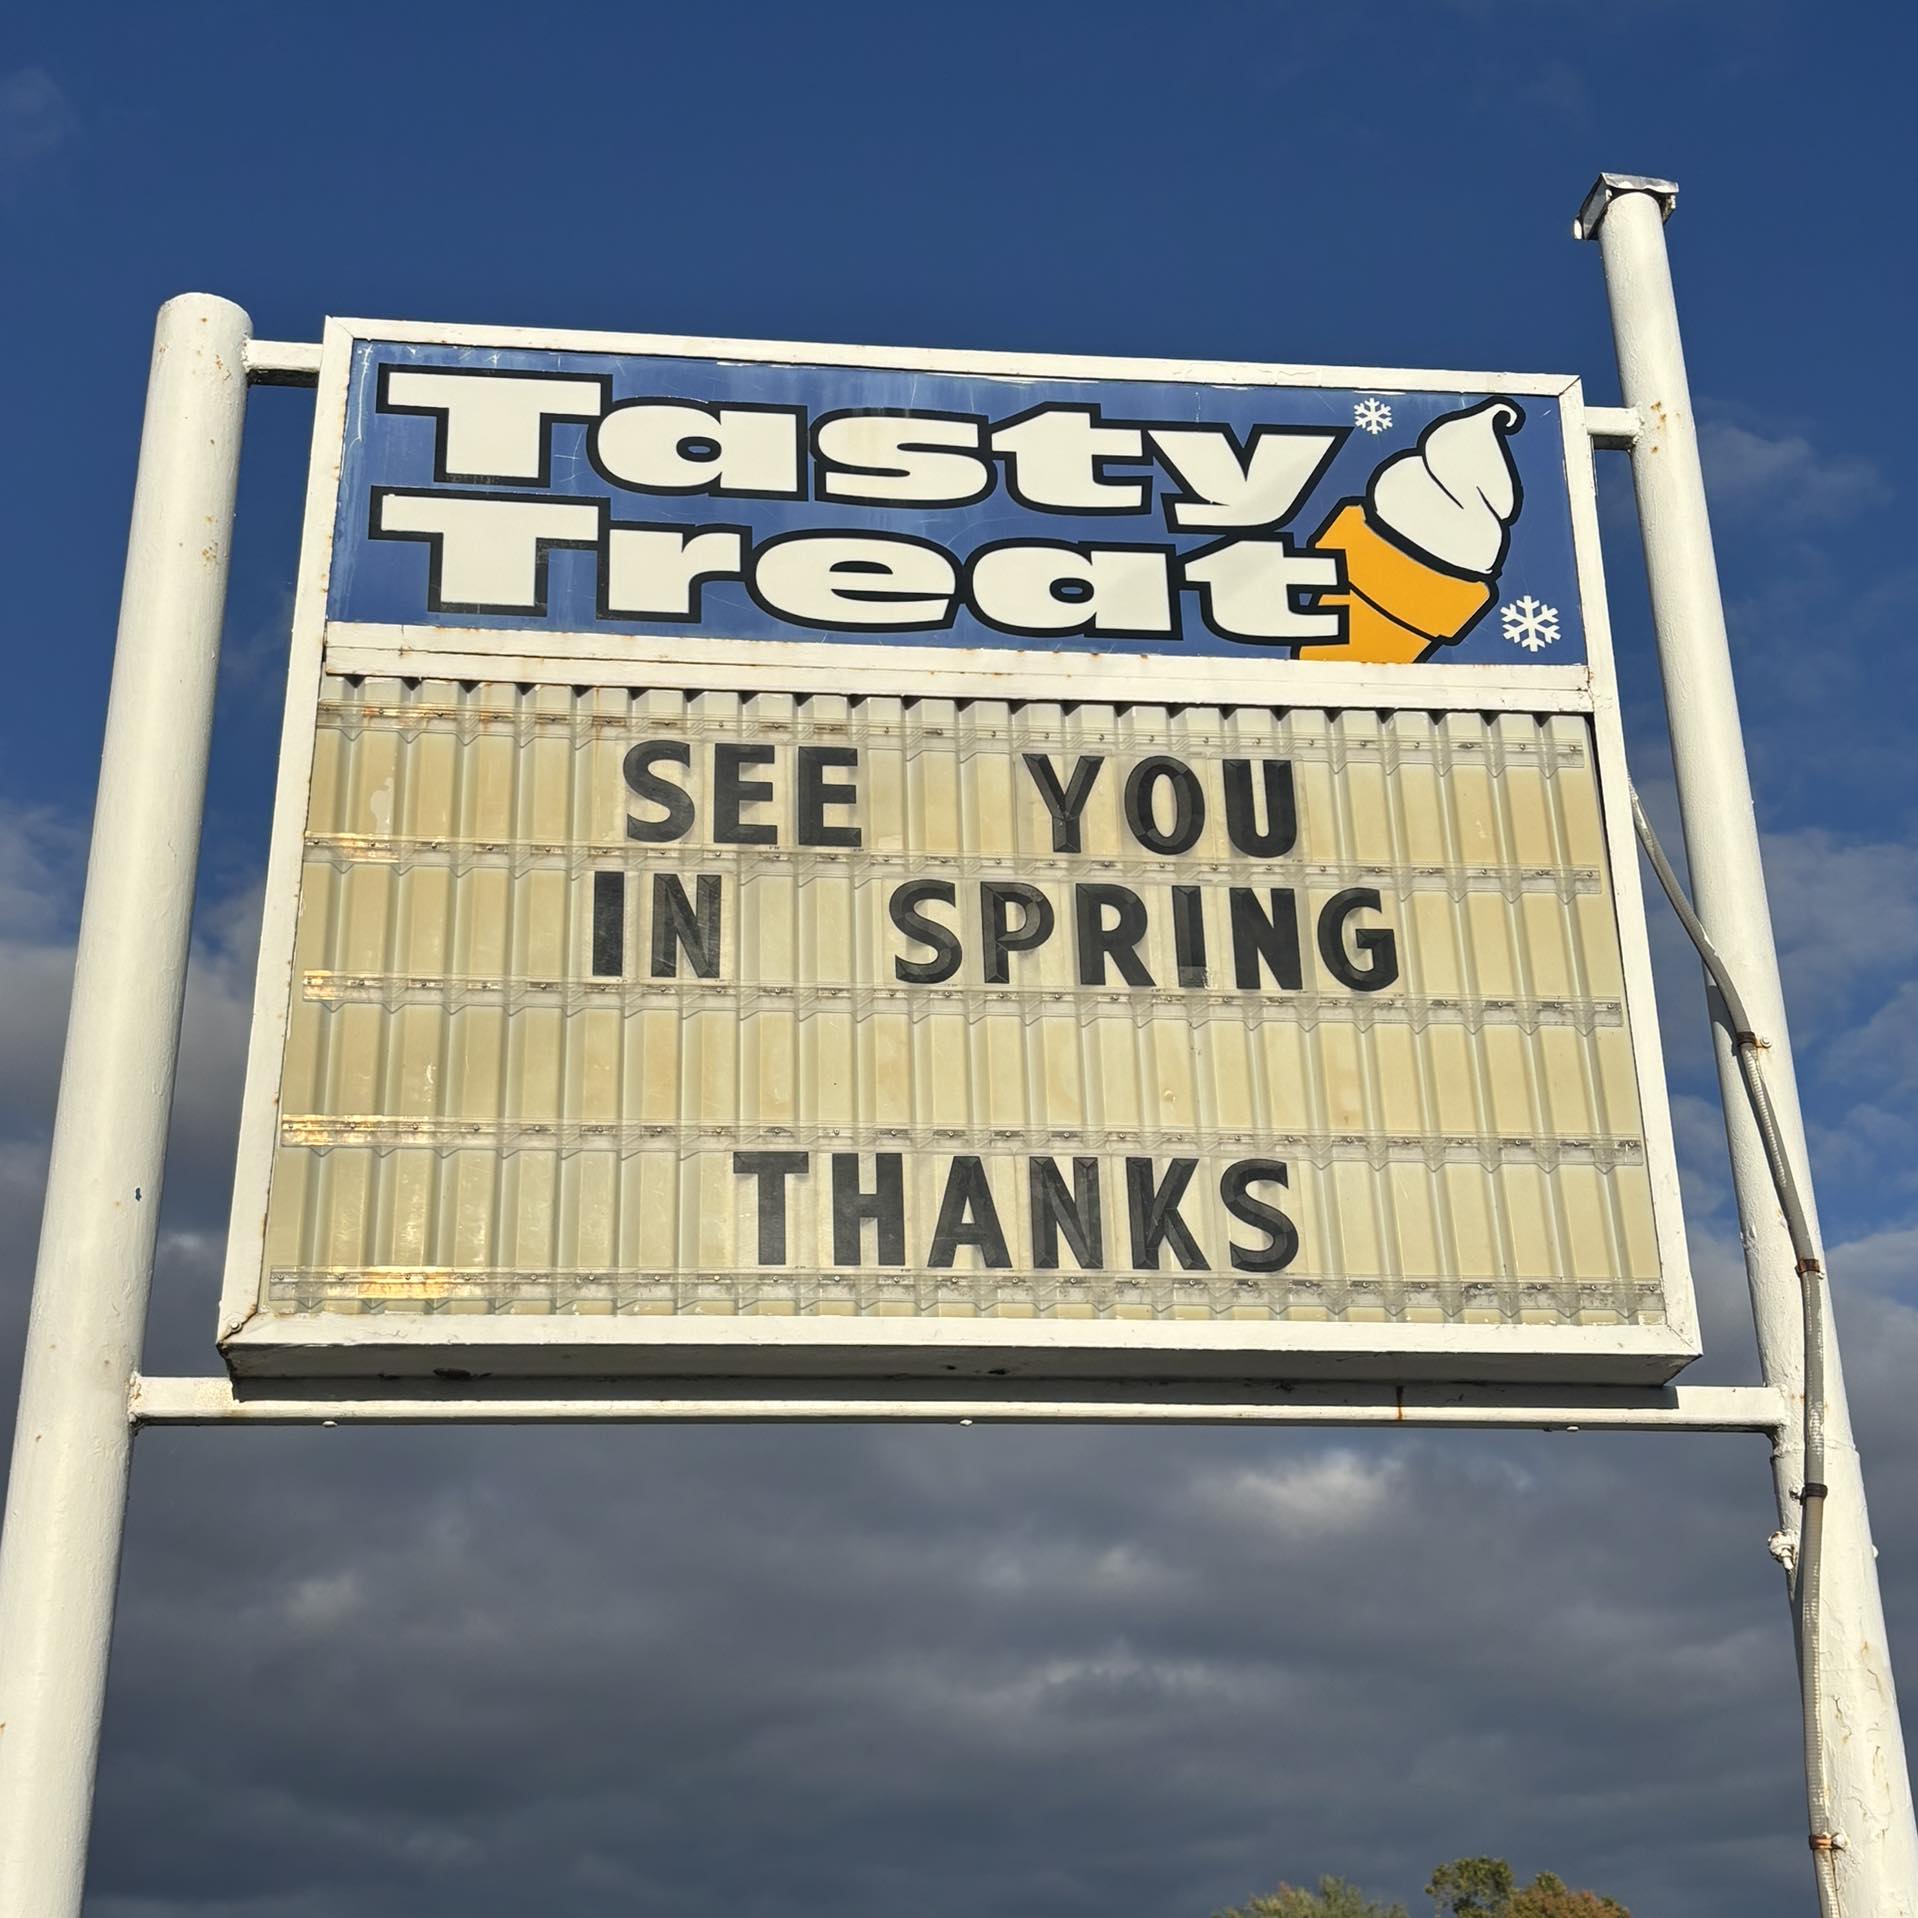 Tasty
Treat
SEE YOU
IN SPRING
THANKS